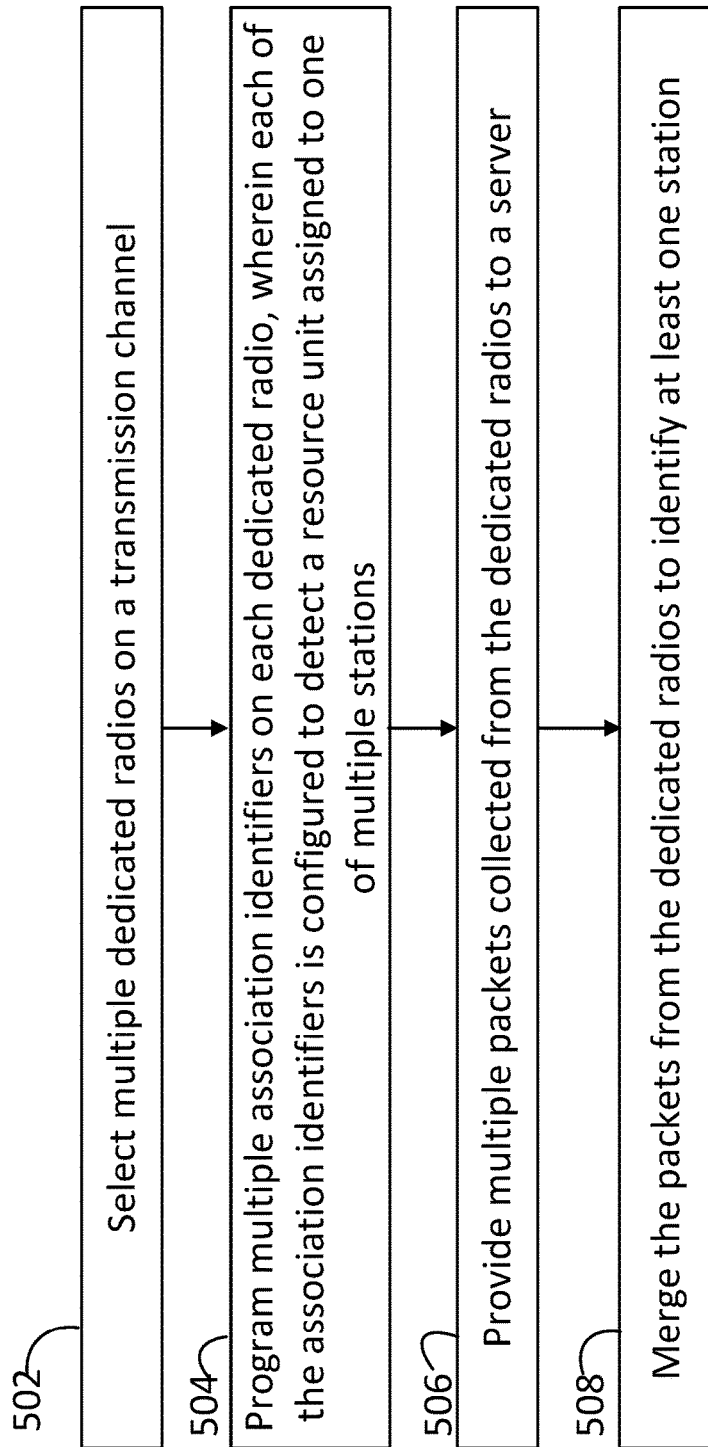 502
Select multiple dedicated radios on a transmission channel
504
Program multiple association identifiers on each dedicated radio, wherein each of
the association identifiers is configured to detect a resource unit assigned to one
of multiple stations
506
Provide multiple packets collected from the dedicated radios to a server
508
Merge the packets from the dedicated radios to identify at least one station